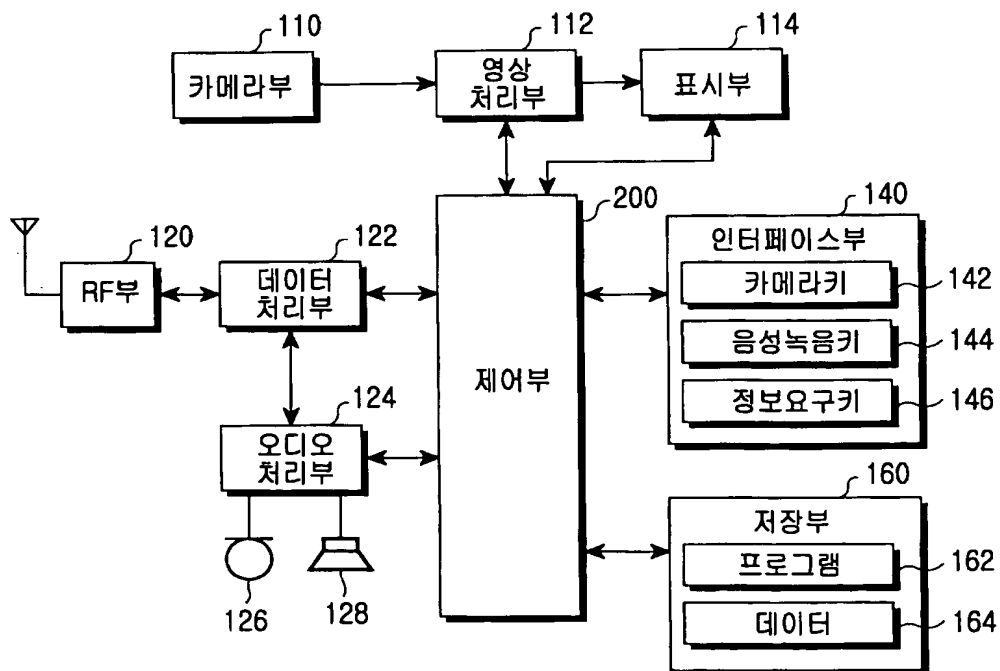 110
112
114
카메라부
영상
처리부
표시부
200
140
인터페이스부
120
122
RF부
데이터
처리부
카메라키
142
음성녹음키
144
제어부
정보요구키
146
124
오디오
처리부
160
저장부
프로그램
162
126
128
데이터
164